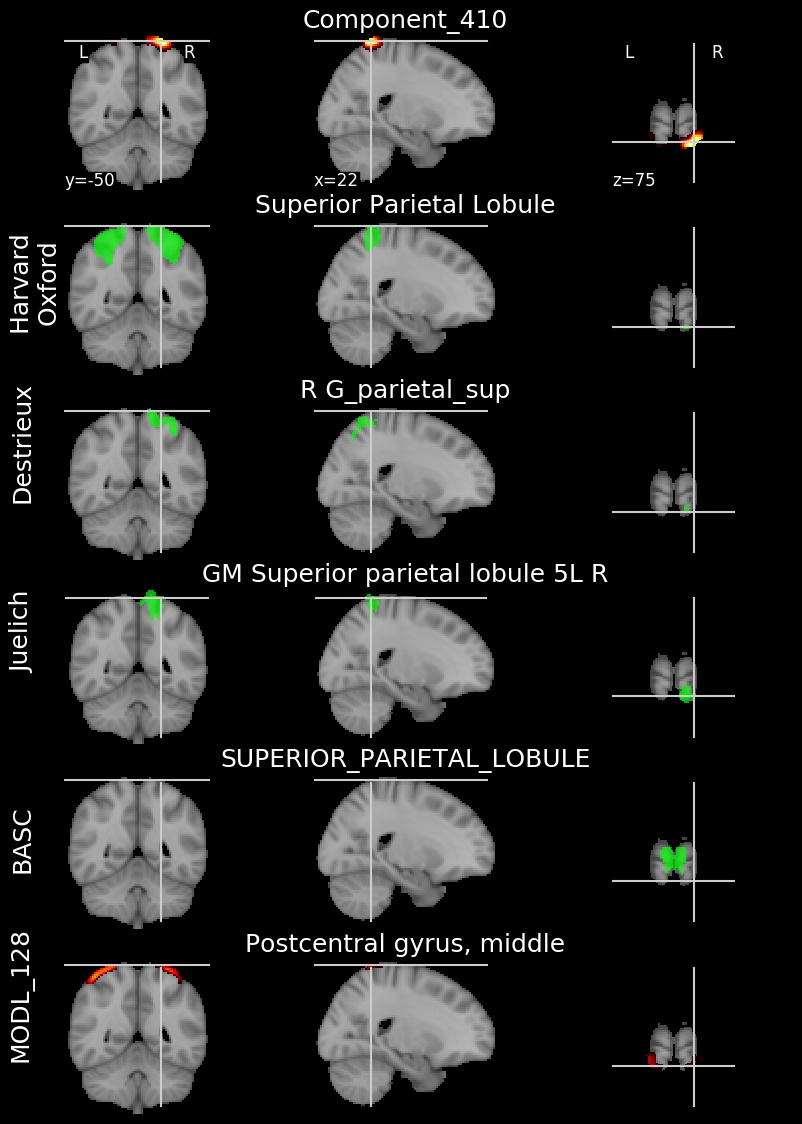 Component_410
L R
L R
y=-50
x=22
z=75
Superior Parietal Lobule
Harvard
Oxford
R G_parietal_sup
Destrieux
GM Superior parietal lobule 5L R
Juelich
SUPERIOR_PARIETAL_LOBULE
BASC
Postcentral gyrus, middle
MODL_128